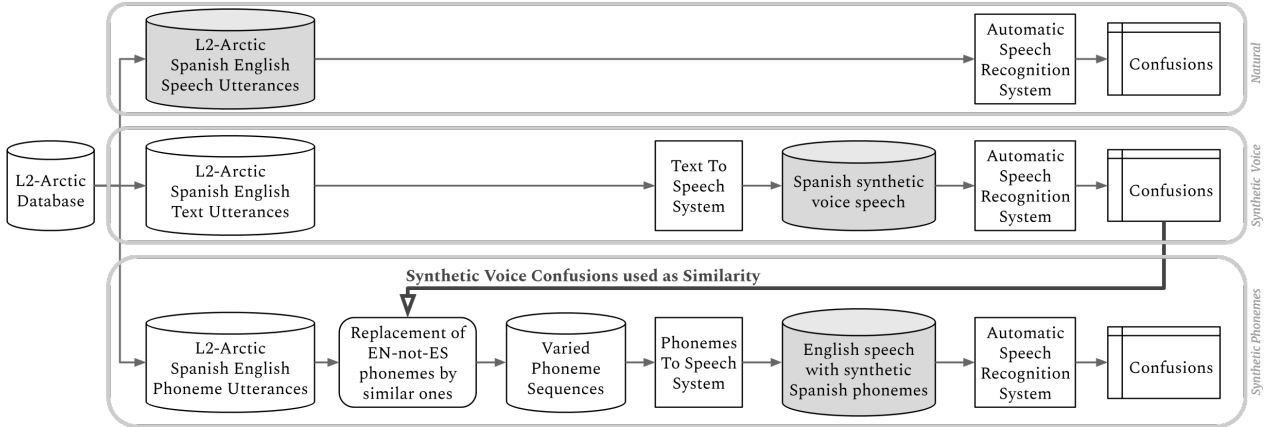 L2-Arctic
Spanish English
Speech Utterances
Automatic
Speech
Recognition
System
Confusions
Natural
L2-Arctic
Database
L2-Arctic
Spanish English
Text Utterances
Text To
Speech
System
Spanish synthetic
voice speech
Automatic
Speech
Recognition
System
Confusions
Synthetic Voice
Synthetic Voice Confusions used as Similarity
L2-Arctic
Spanish English
Phoneme Utterances
Replacement of
EN-not-ES
phonemes by
similar ones
Varied
Phoneme
Sequences
Phonemes
To Speech
System
English speech
with synthetic
Spanish phonemes
Automatic
Speech
Recognition
System
Confusions
Synthetic Phonemes